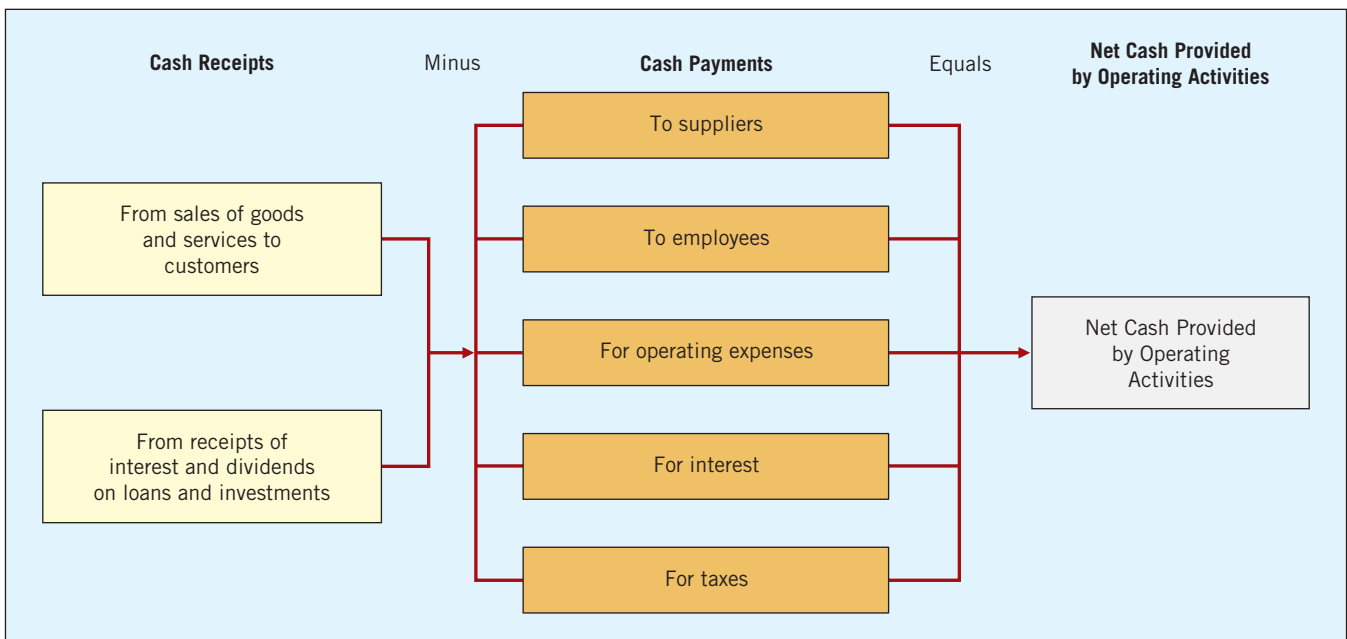 Cash Receipts
Minus
Cash Payments
Equals
Net Cash Provided
by Operating Activities
From sales of goods
and services to
customers
From receipts of
interest and dividends
on loans and investments
To suppliers
To employees
For operating expenses
For interest
For taxes
Net Cash Provided
by Operating
Activities